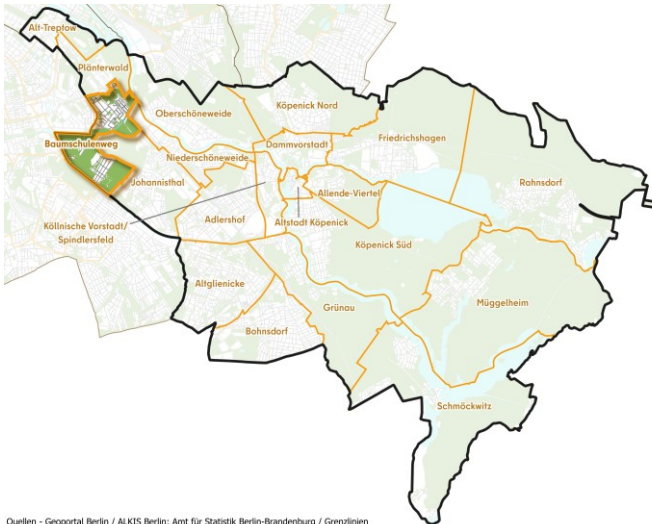 Alt-Treptow
Plänterwald
Oberschöneweide
Köpenick Nord
Dammvorstadt
Friedrichshagen
Baumschulenweg
Niederschöneweide
Johannisthal
Allende-Viertel
Rahnsdorf
Adlershof
Altstadt Köpenick
Köllnische Vorstadt/
Spindlersfeld
Köpenick Süd
Altglienicke
Grünau
Müggelheim
Bohnsdorf
Schmöckwitz
Quellen - Geoportal Berlin / ALKIS Berlin; Amt für Statistik Berlin-Brandenburg / Grenzlinien